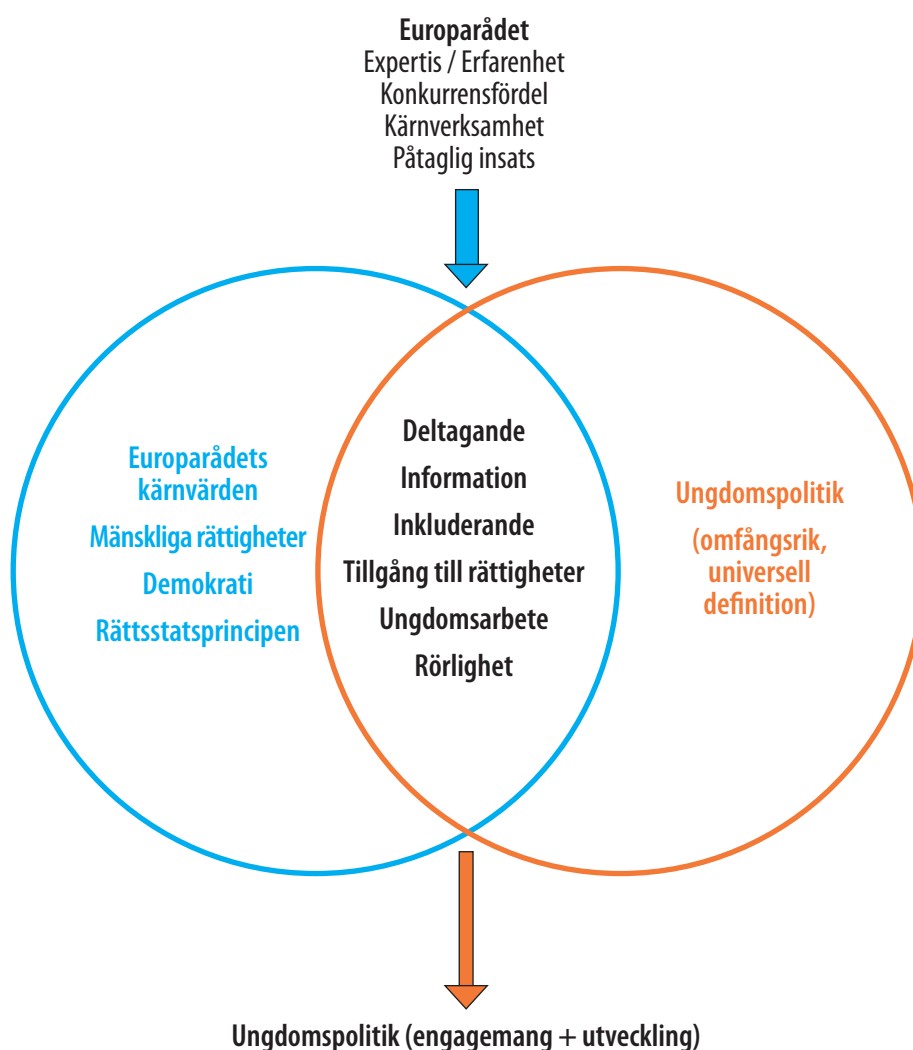 Europarådet
Expertis / Erfarenhet
Konkurrensfördel
Kärnverksamhet
Påtaglig insats
Europarådets
kärnvärden
Mänskliga rättigheter
Demokrati
Rättsstatsprincipen
Deltagande
Information
Inkluderande
Tillgång till rättigheter
Ungdomsarbete
Rörlighet
Ungdomspolitik
(omfångsrik,
universell
definition)
Ungdomspolitik (engagemang + utveckling)